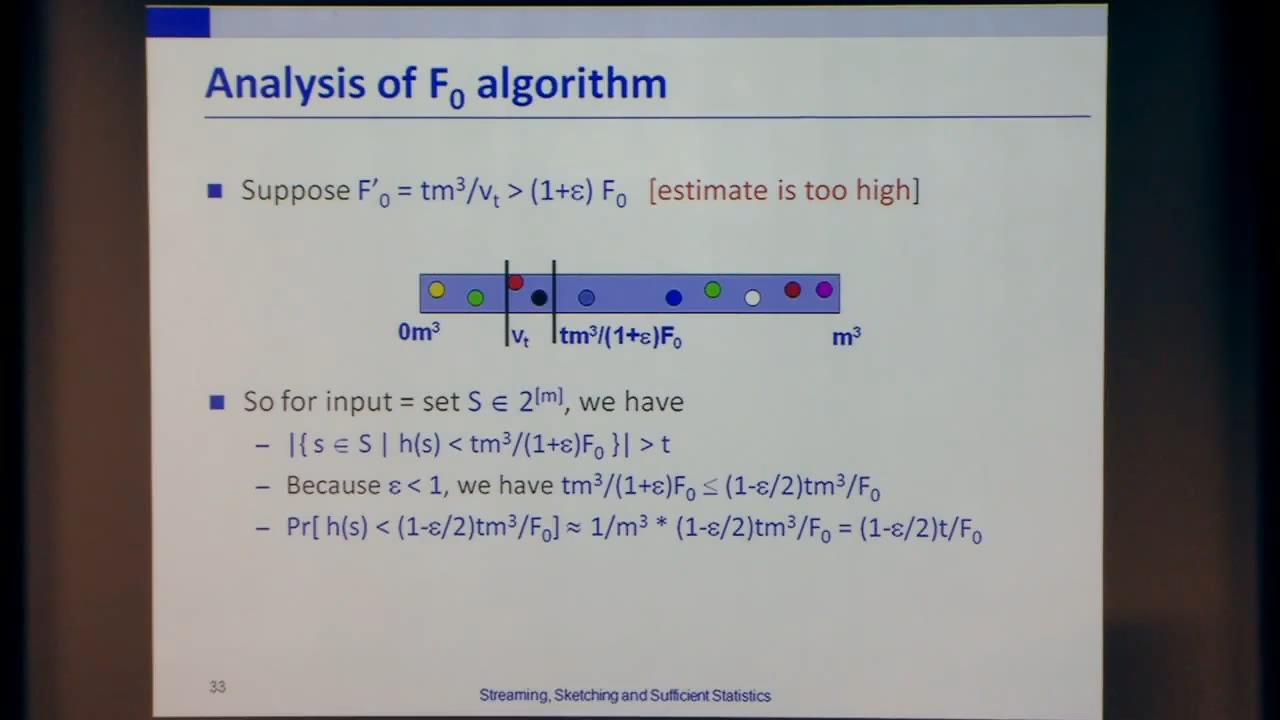 Analysis of F₀ algorithm
■ Suppose F′₀ = tm³/vₜ > (1+ε) F₀ [estimate is too high]
0m³ vₜ tm³/(1+ε)F₀ m³
■ So for input = set S ∈ 2^[m], we have
– |{ s ∈ S | h(s) < tm³/(1+ε)F₀ }| > t
– Because ε < 1, we have tm³/(1+ε)F₀ ≤ (1-ε/2)tm³/F₀
– Pr[ h(s) < (1-ε/2)tm³/F₀] ≈ 1/m³ * (1-ε/2)tm³/F₀ = (1-ε/2)t/F₀
33
Streaming, Sketching and Sufficient Statistics